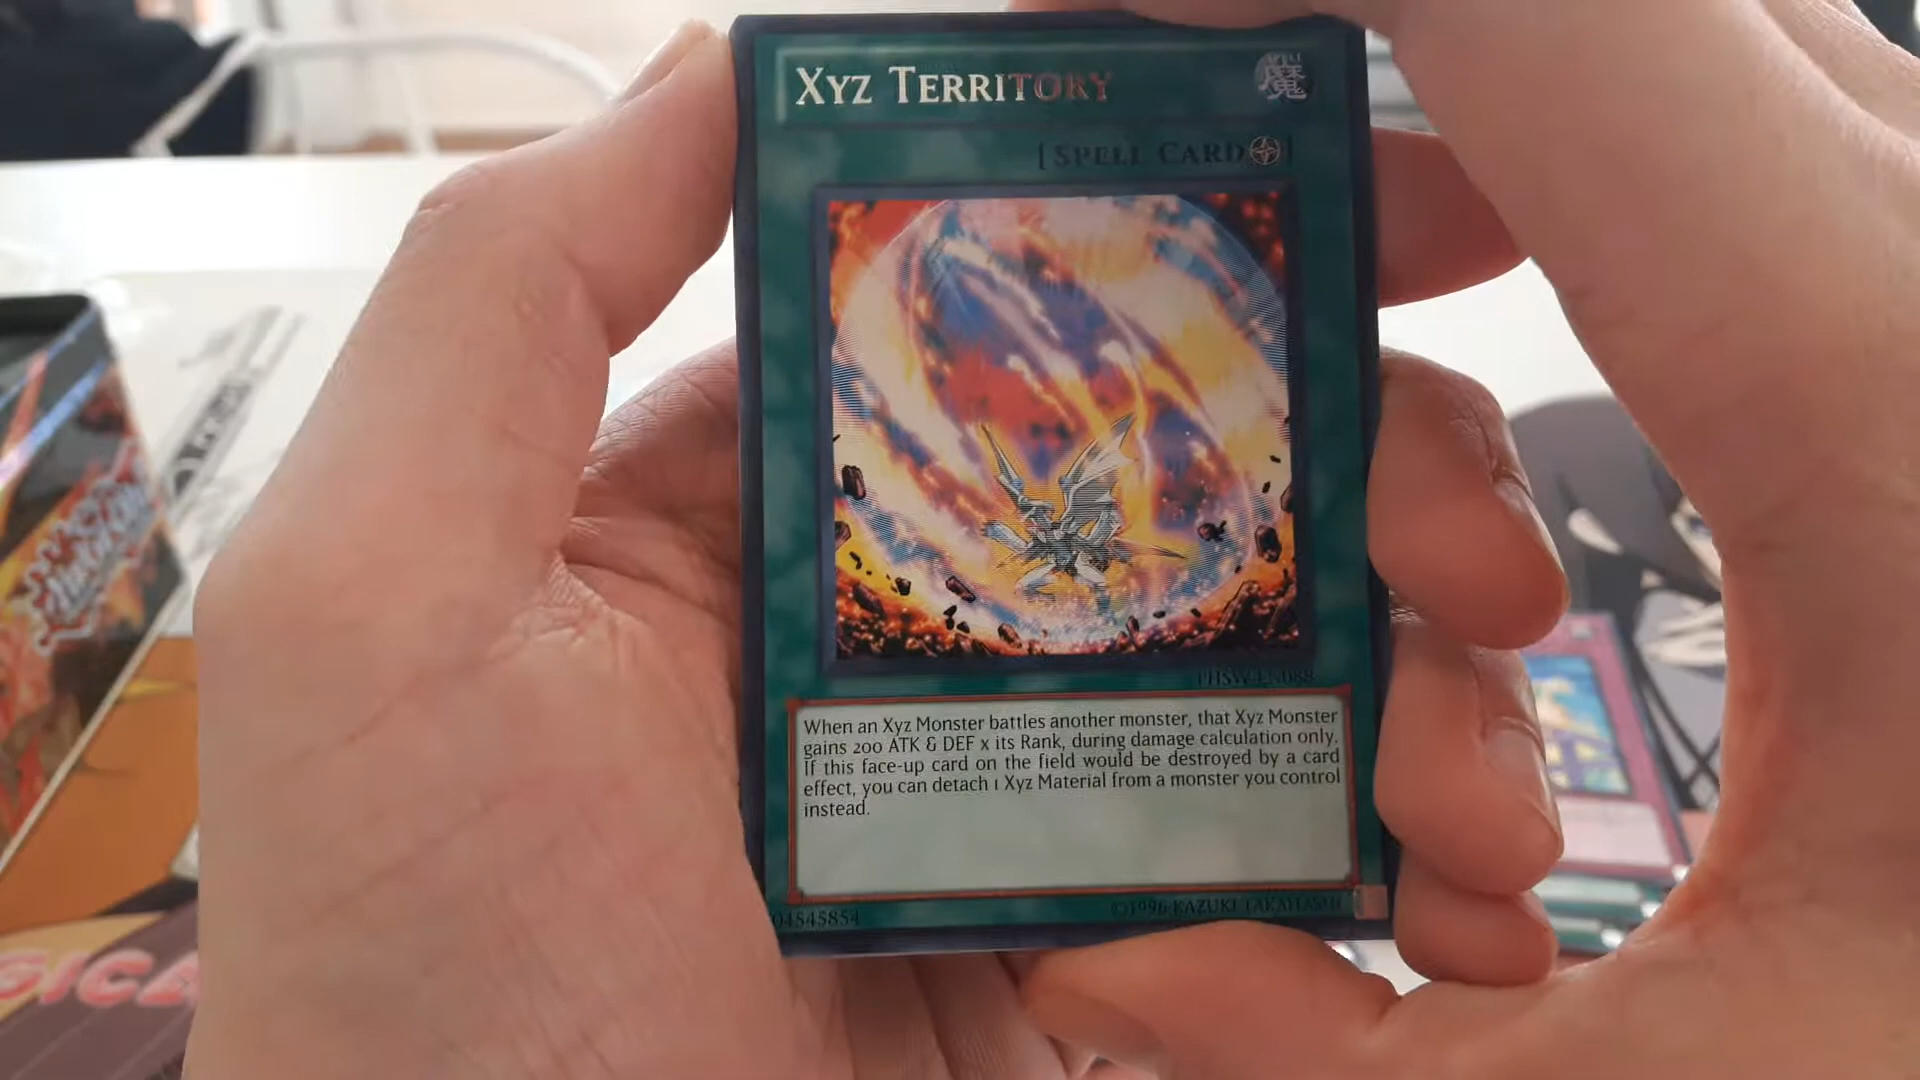 XYZ TERRITORY
魔
[SPELL CARD]
PHSW-EN088
When an Xyz Monster battles another monster, that Xyz Monster
gains 200 ATK & DEF x its Rank, during damage calculation only.
If this face-up card on the field would be destroyed by a card
effect, you can detach 1 Xyz Material from a monster you control
instead.
04545854
©1996 KAZUKI TAKAHASHI